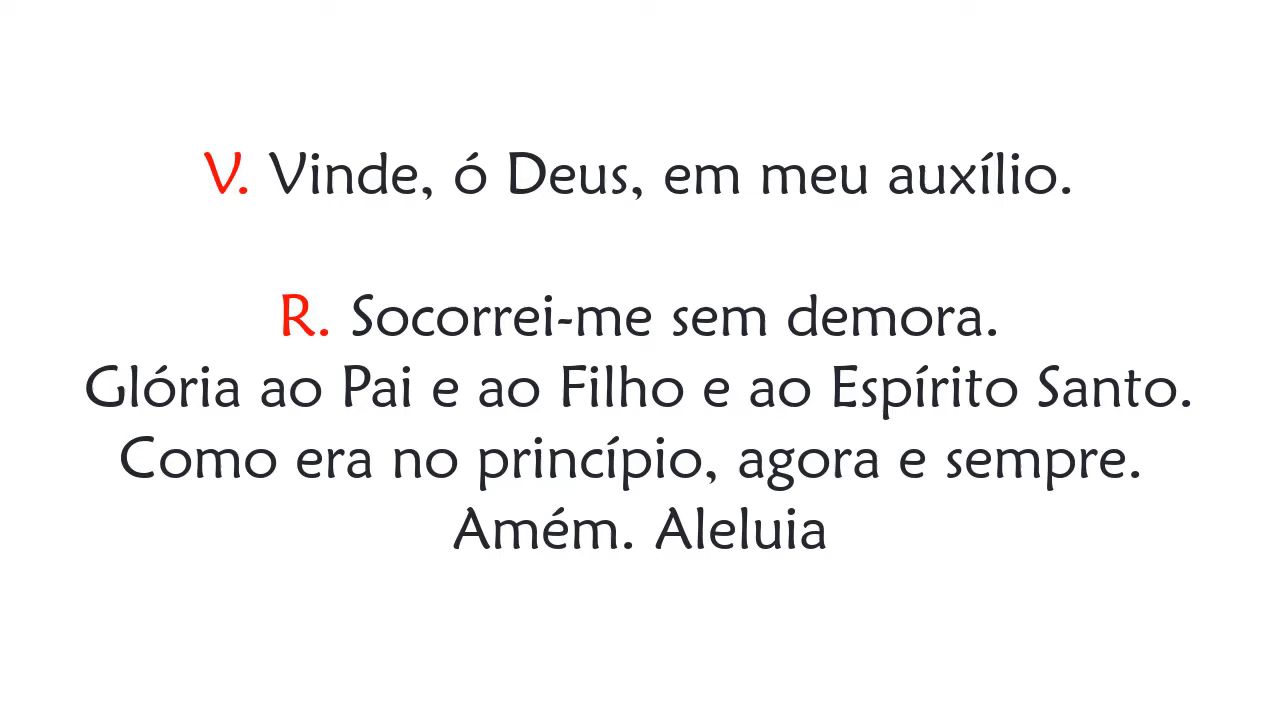 V. Vinde, ó Deus, em meu auxílio.
R. Socorrei-me sem demora.
Glória ao Pai e ao Filho e ao Espírito Santo.
Como era no princípio, agora e sempre.
Amém. Aleluia